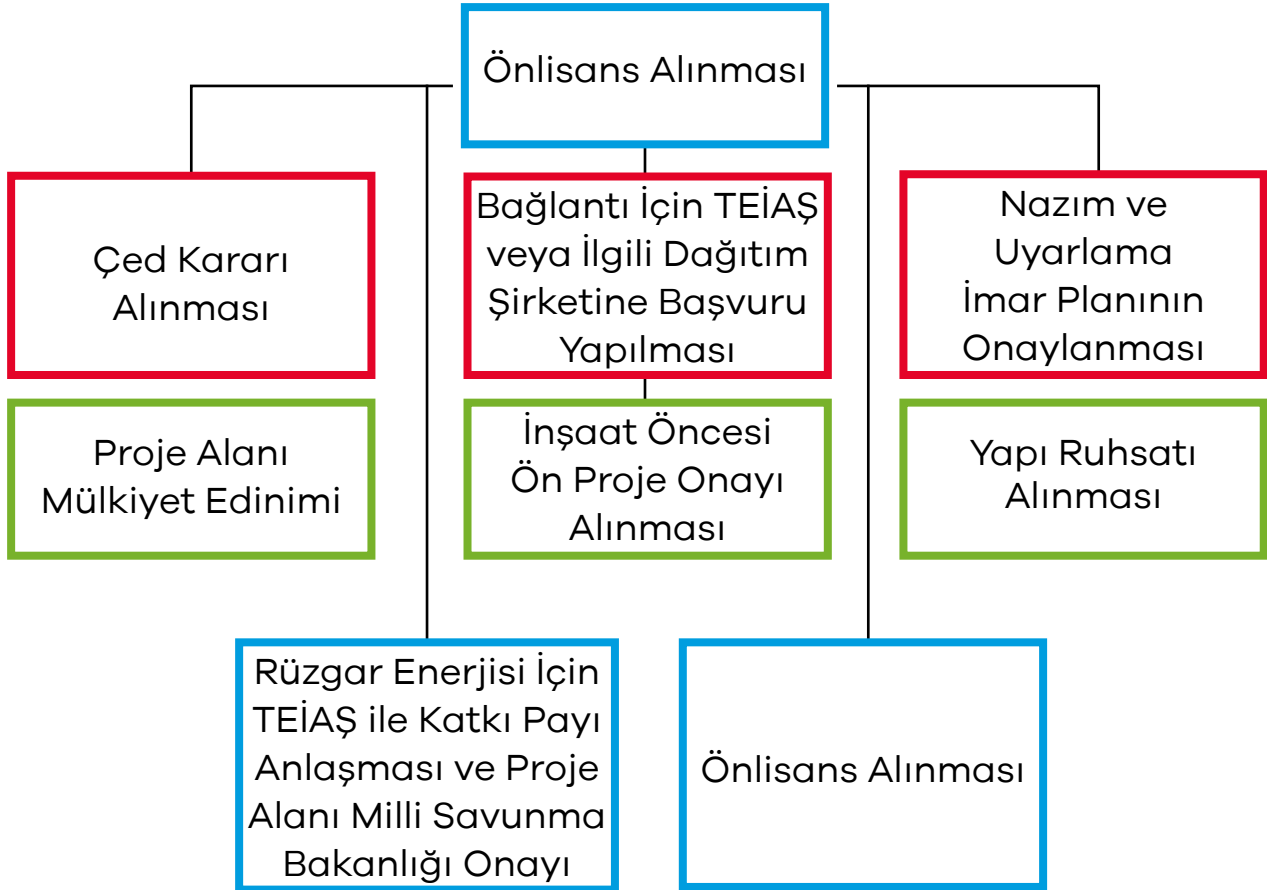 Önlisans Alınması
Çed Kararı
Alınması
Bağlantı İçin TEİAŞ
veya İlgili Dağıtım
Şirketine Başvuru
Yapılması
Nazım ve
Uyarlama
İmar Planının
Onaylanması
Proje Alanı
Mülkiyet Edinimi
İnşaat Öncesi
Ön Proje Onayı
Alınması
Yapı Ruhsatı
Alınması
Rüzgar Enerjisi İçin
TEİAŞ ile Katkı Payı
Anlaşması ve Proje
Alanı Milli Savunma
Bakanlığı Onayı
Önlisans Alınması